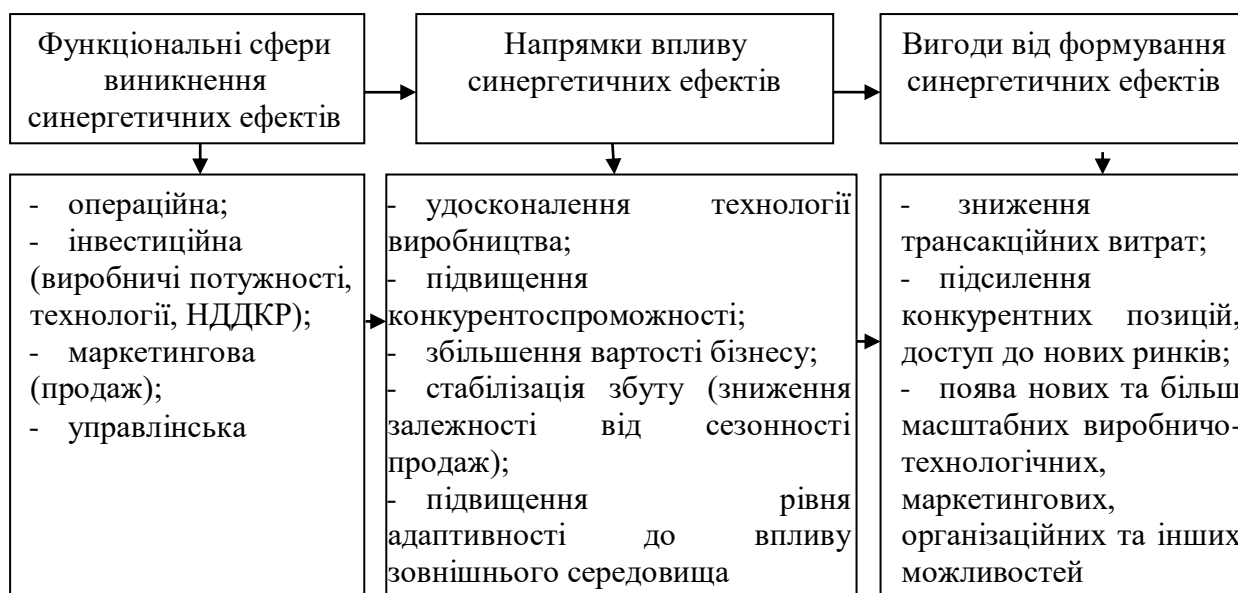 Функціональні сфери
виникнення
синергетичних ефектів
Напрямки впливу
синергетичних ефектів
Вигоди від формування
синергетичних ефектів
- операційна;
- інвестиційна
(виробничі потужності,
технології, НДДКР);
- маркетингова
(продаж);
- управлінська
- удосконалення технології
виробництва;
- підвищення
конкурентоспроможності;
- збільшення вартості бізнесу;
- стабілізація збуту (зниження
залежності від сезонності
продаж);
- підвищення рівня
адаптивності до впливу
зовнішнього середовища
- зниження
трансакційних витрат;
- підсилення
конкурентних позицій,
доступ до нових ринків;
- поява нових та більш
масштабних виробничо-
технологічних,
маркетингових,
організаційних та інших
можливостей